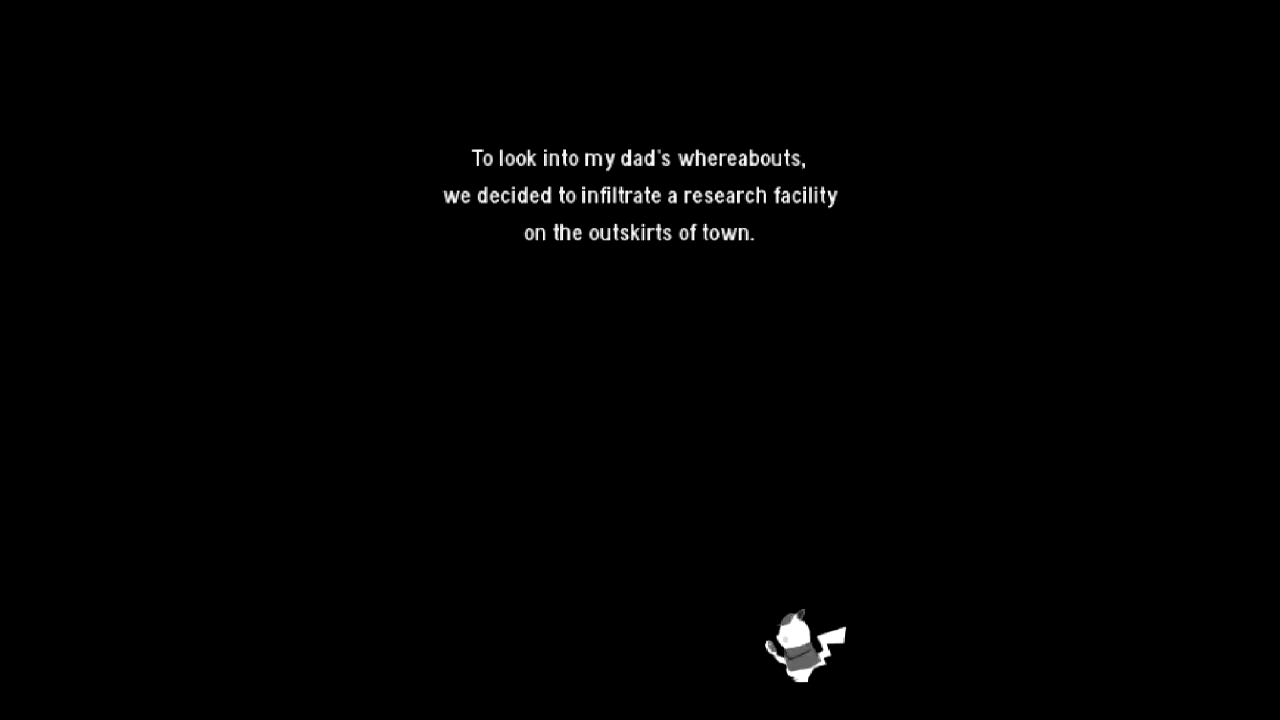 To look into my dad's whereabouts,
we decided to infiltrate a research facility
on the outskirts of town.